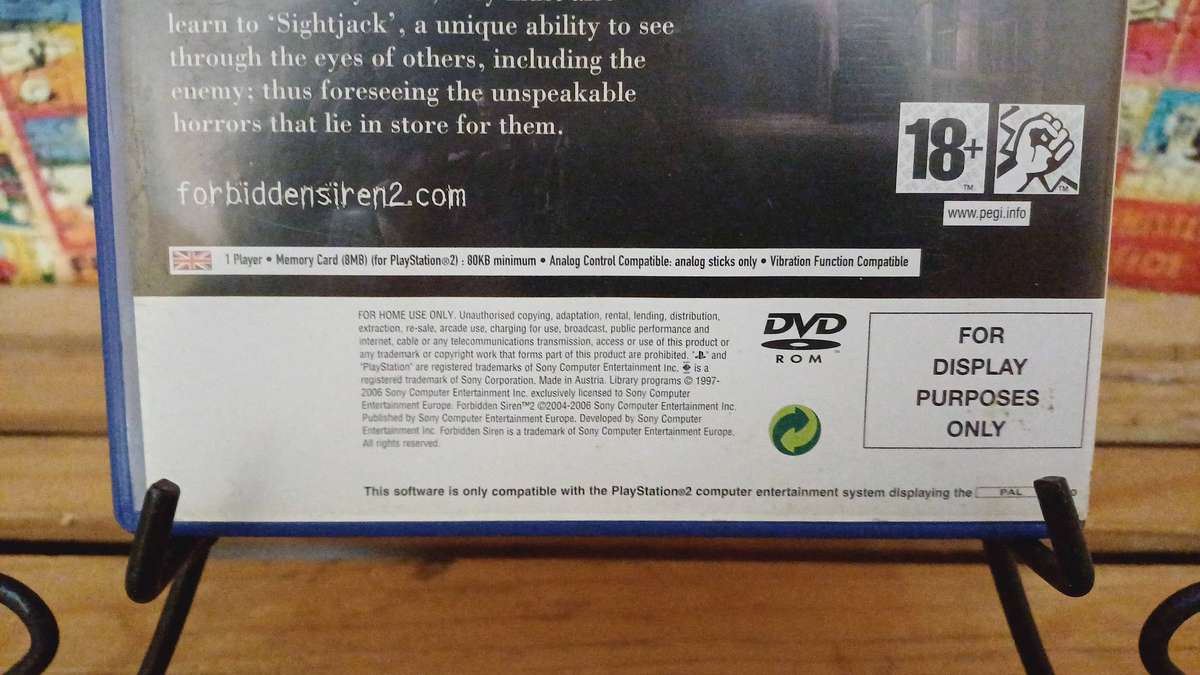 learn to ‘Sightjack’, a unique ability to see
through the eyes of others, including the
enemy; thus foreseeing the unspeakable
horrors that lie in store for them.
forbiddensiren2.com
18+
TM
TM
www.pegi.info
1 Player • Memory Card (8MB) (for PlayStation®2) : 80KB minimum • Analog Control Compatible: analog sticks only • Vibration Function Compatible
FOR HOME USE ONLY. Unauthorised copying, adaptation, rental, lending, distribution,
extraction, re-sale, arcade use, charging for use, broadcast, public performance and
internet, cable or any telecommunications transmission, access or use of this product or
any trademark or copyright work that forms part of this product are prohibited. " " and
"PlayStation" are registered trademarks of Sony Computer Entertainment Inc. is a
registered trademark of Sony Corporation. Made in Austria. Library programs © 1997-
2006 Sony Computer Entertainment Inc. exclusively licensed to Sony Computer
Entertainment Europe. Forbidden Siren™2 ©2004-2006 Sony Computer Entertainment Inc.
Published by Sony Computer Entertainment Europe. Developed by Sony Computer
Entertainment Inc. Forbidden Siren is a trademark of Sony Computer Entertainment Europe.
All rights reserved.
DVD
ROM
FOR
DISPLAY
PURPOSES
ONLY
This software is only compatible with the PlayStation®2 computer entertainment system displaying the PAL